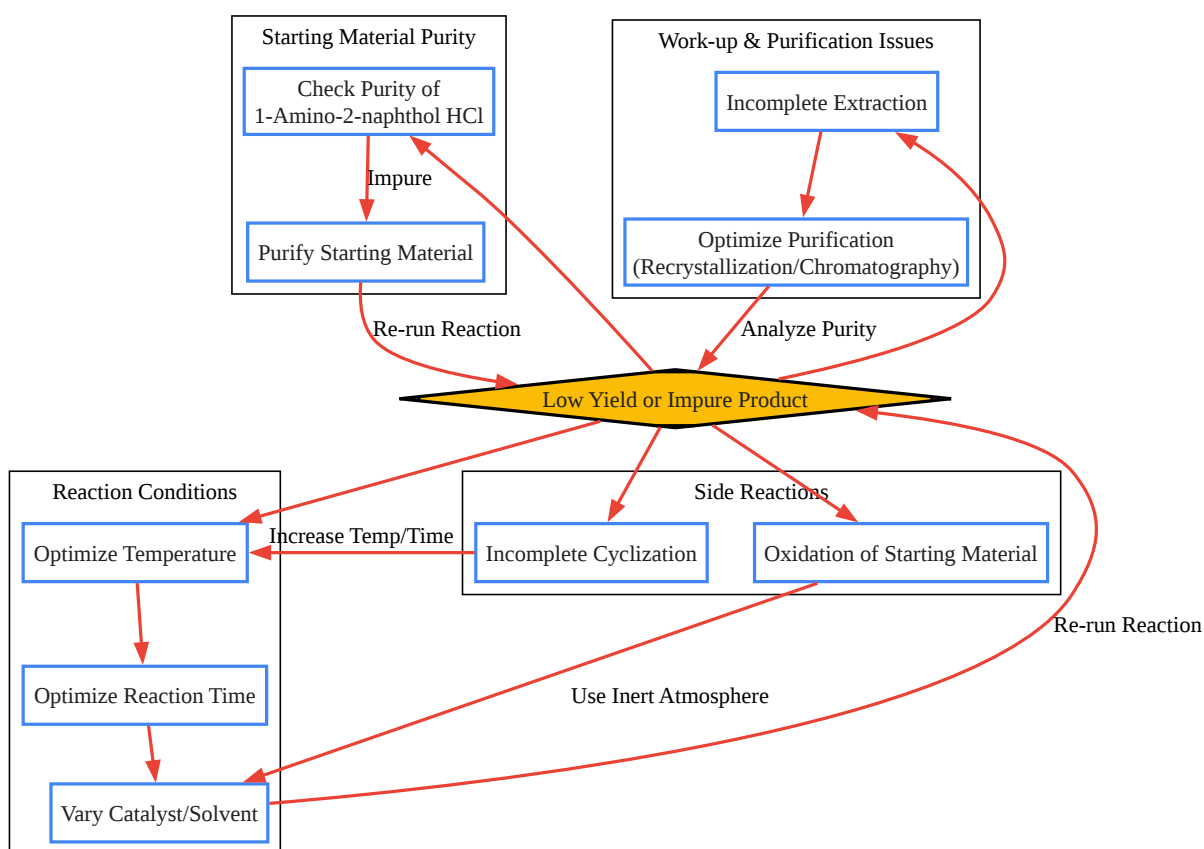 Starting Material Purity
Check Purity of
1-Amino-2-naphthol HCl
Impure
Purify Starting Material
Re-run Reaction
Work-up & Purification Issues
Incomplete Extraction
Optimize Purification
(Recrystallization/Chromatography)
Analyze Purity
Low Yield or Impure Product
Reaction Conditions
Optimize Temperature
Increase Temp/Time
Optimize Reaction Time
Vary Catalyst/Solvent
Side Reactions
Incomplete Cyclization
Oxidation of Starting Material
Use Inert Atmosphere
Re-run Reaction